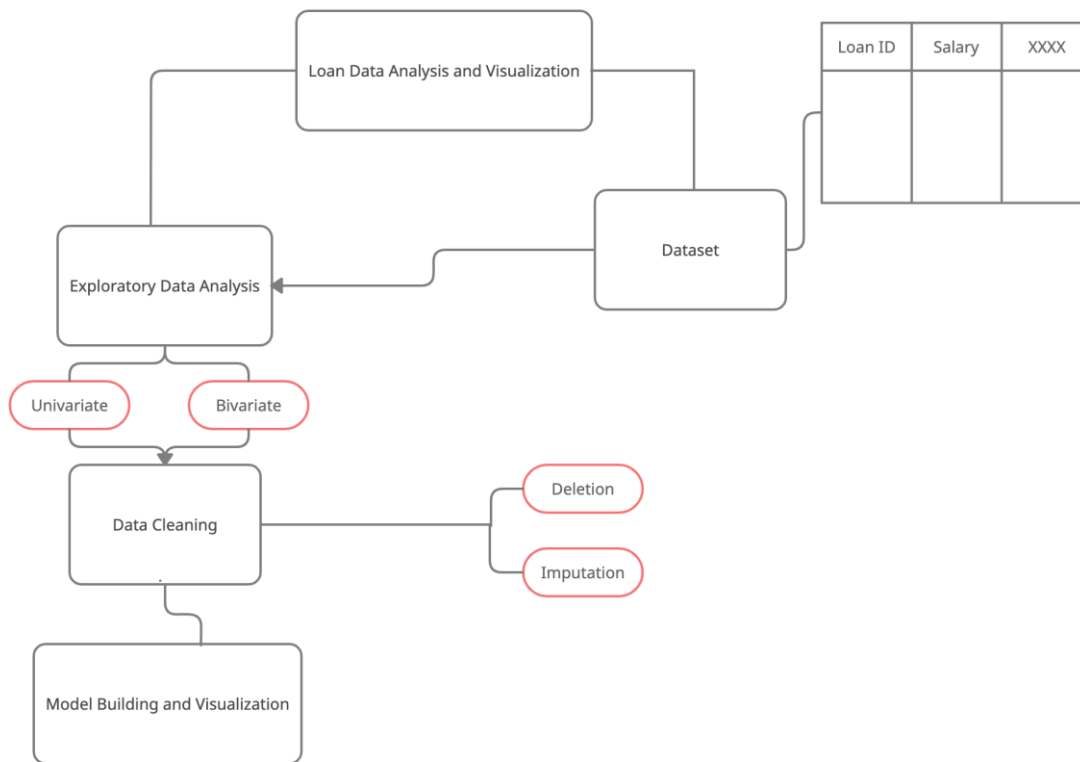 Loan Data Analysis and Visualization
Loan ID
Salary
XXXX
Dataset
Exploratory Data Analysis
Univariate
Bivariate
Data Cleaning
.
Deletion
Imputation
Model Building and Visualization